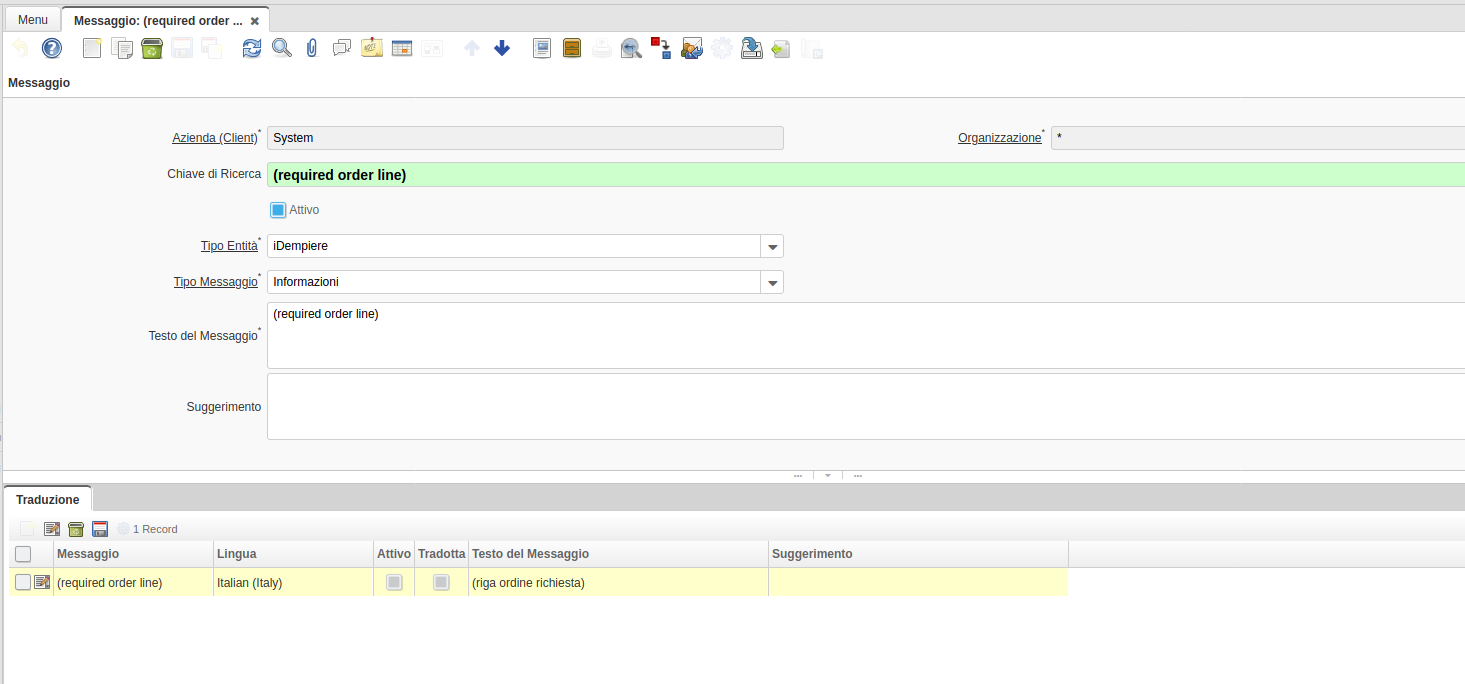 Menu
Messaggio: (required order ...
Messaggio
Azienda (Client)* System
Organizzazione* *
Chiave di Ricerca (required order line)
Attivo
Tipo Entità* iDempiere
Tipo Messaggio* Informazioni
Testo del Messaggio* (required order line)
Suggerimento
Traduzione
1 Record
Messaggio Lingua Attivo Tradotta Testo del Messaggio Suggerimento
(required order line) Italian (Italy) (riga ordine richiesta)